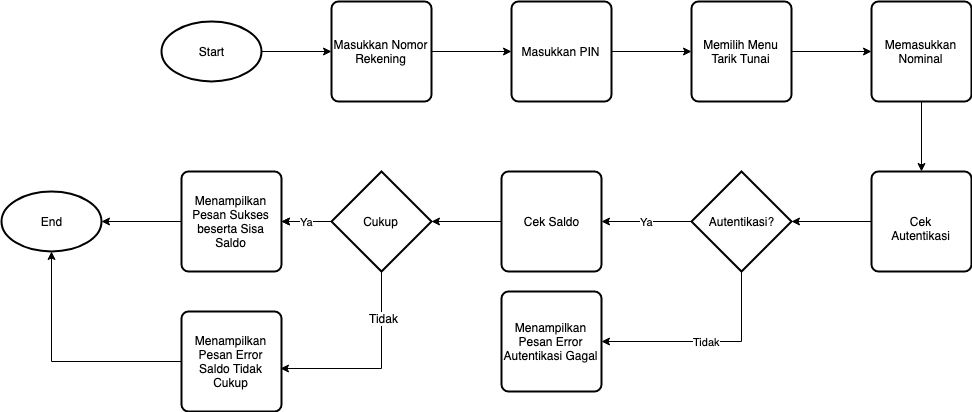 Start
Masukkan Nomor
Rekening
Masukkan PIN
Memilih Menu
Tarik Tunai
Memasukkan
Nominal
Cek
Autentikasi
Autentikasi?
Ya
Cek Saldo
Cukup
Ya
Menampilkan
Pesan Sukses
beserta Sisa
Saldo
End
Tidak
Menampilkan
Pesan Error
Autentikasi Gagal
Tidak
Menampilkan
Pesan Error
Saldo Tidak
Cukup